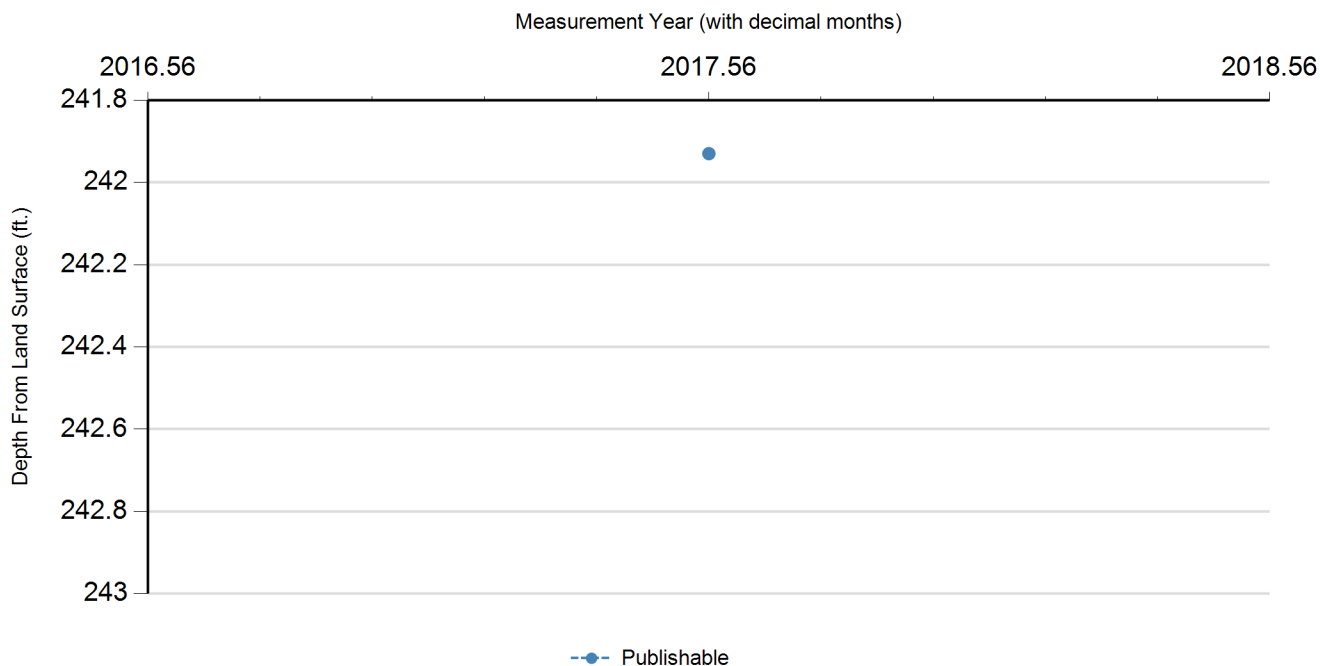 Measurement Year (with decimal months)
2016.56 2017.56 2018.56
241.8
242
242.2
242.4
242.6
242.8
243
Depth From Land Surface (ft.)
Publishable